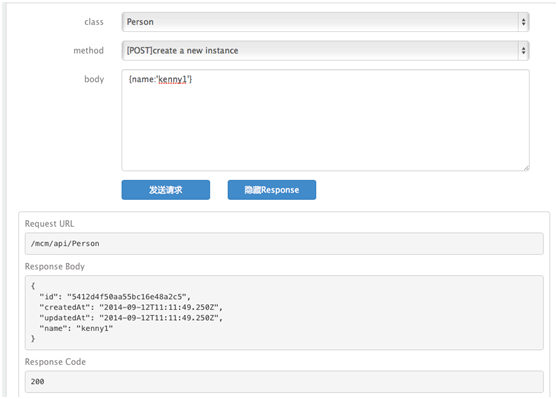 class Person
method [POST]create a new instance
body {name:"kenny1"}
发送请求 隐藏Response
Request URL
/mcm/api/Person
Response Body
{
"id": "5412d4f50aa55bc16e48a2c5",
"createdAt": "2014-09-12T11:11:49.250Z",
"updatedAt": "2014-09-12T11:11:49.250Z",
"name": "kenny1"
}
Response Code
200